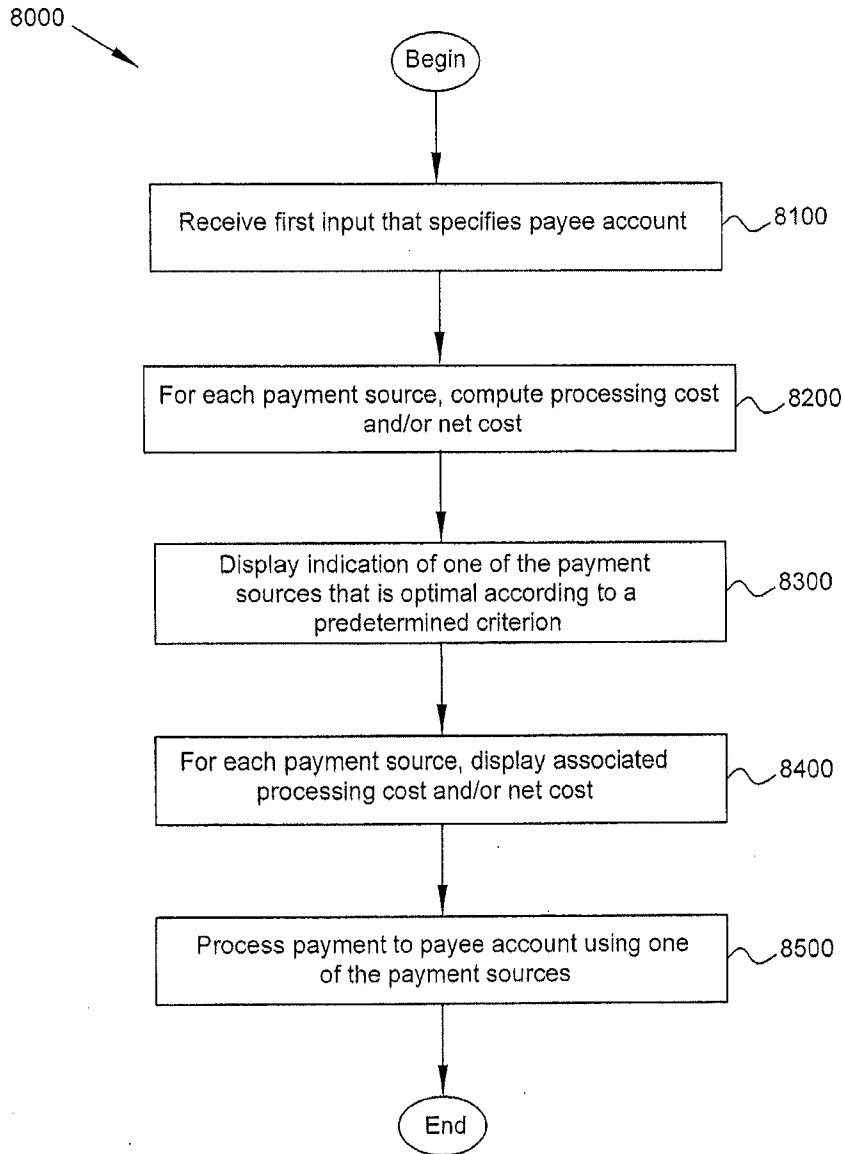 8000
Begin
Receive first input that specifies payee account
8100
For each payment source, compute processing cost
and/or net cost
8200
Display indication of one of the payment
sources that is optimal according to a
predetermined criterion
8300
For each payment source, display associated
processing cost and/or net cost
8400
Process payment to payee account using one
of the payment sources
8500
End